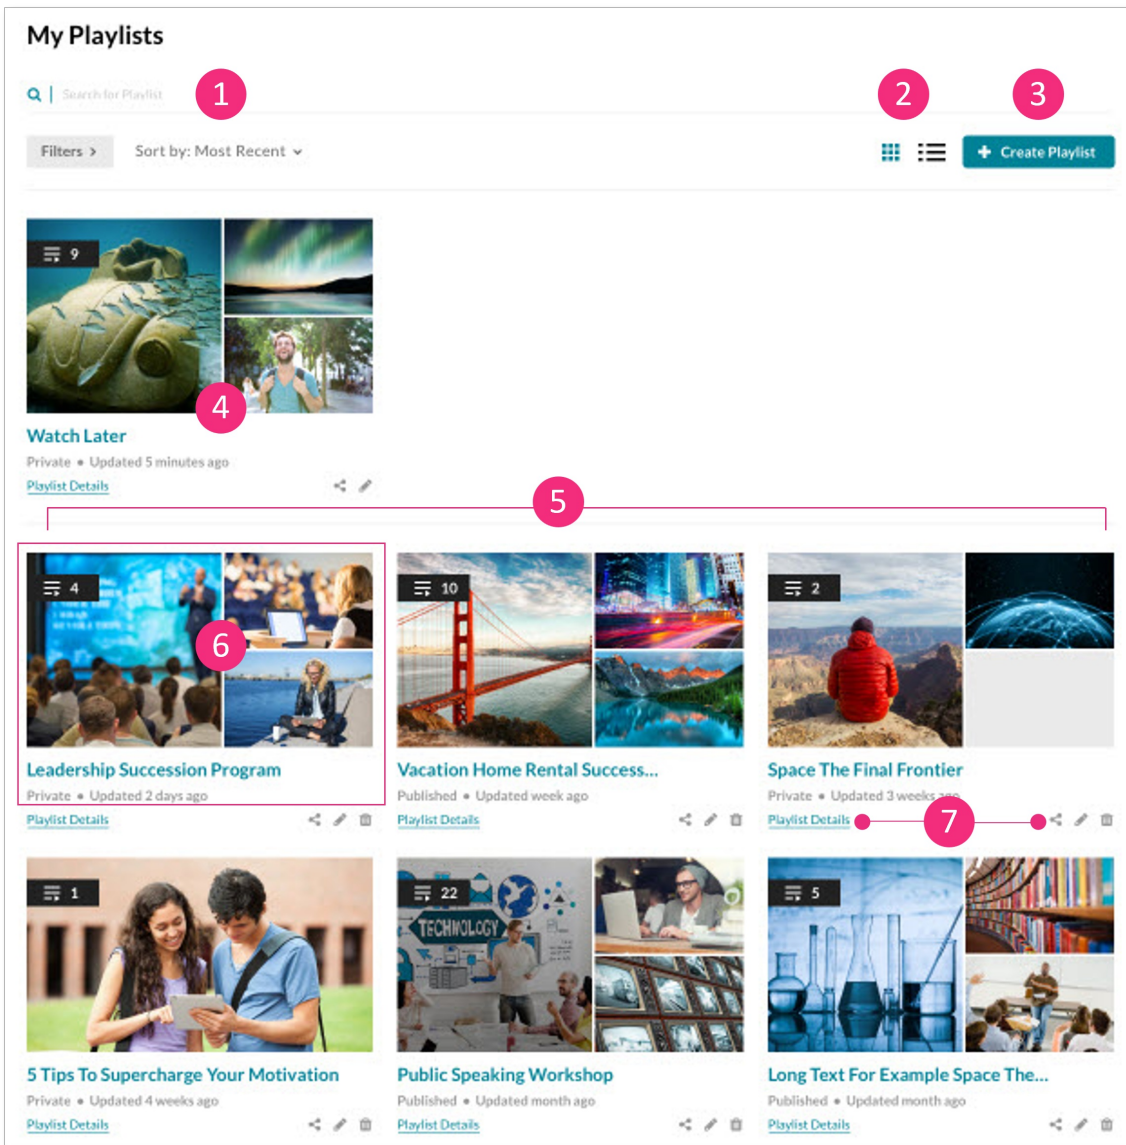 My Playlists
Search for Playlist
1
2
3
Filters >
Sort by: Most Recent
+ Create Playlist
9
4
Watch Later
Private • Updated 5 minutes ago
Playlist Details
5
4
10
2
6
Leadership Succession Program
Vacation Home Rental Success...
Space The Final Frontier
Private • Updated 2 days ago
Published • Updated week ago
Private • Updated 3 weeks ago
Playlist Details
Playlist Details
Playlist Details
7
1
22
5
TECHNOLOGY
5 Tips To Supercharge Your Motivation
Public Speaking Workshop
Long Text For Example Space The...
Private • Updated 4 weeks ago
Published • Updated month ago
Published • Updated month ago
Playlist Details
Playlist Details
Playlist Details